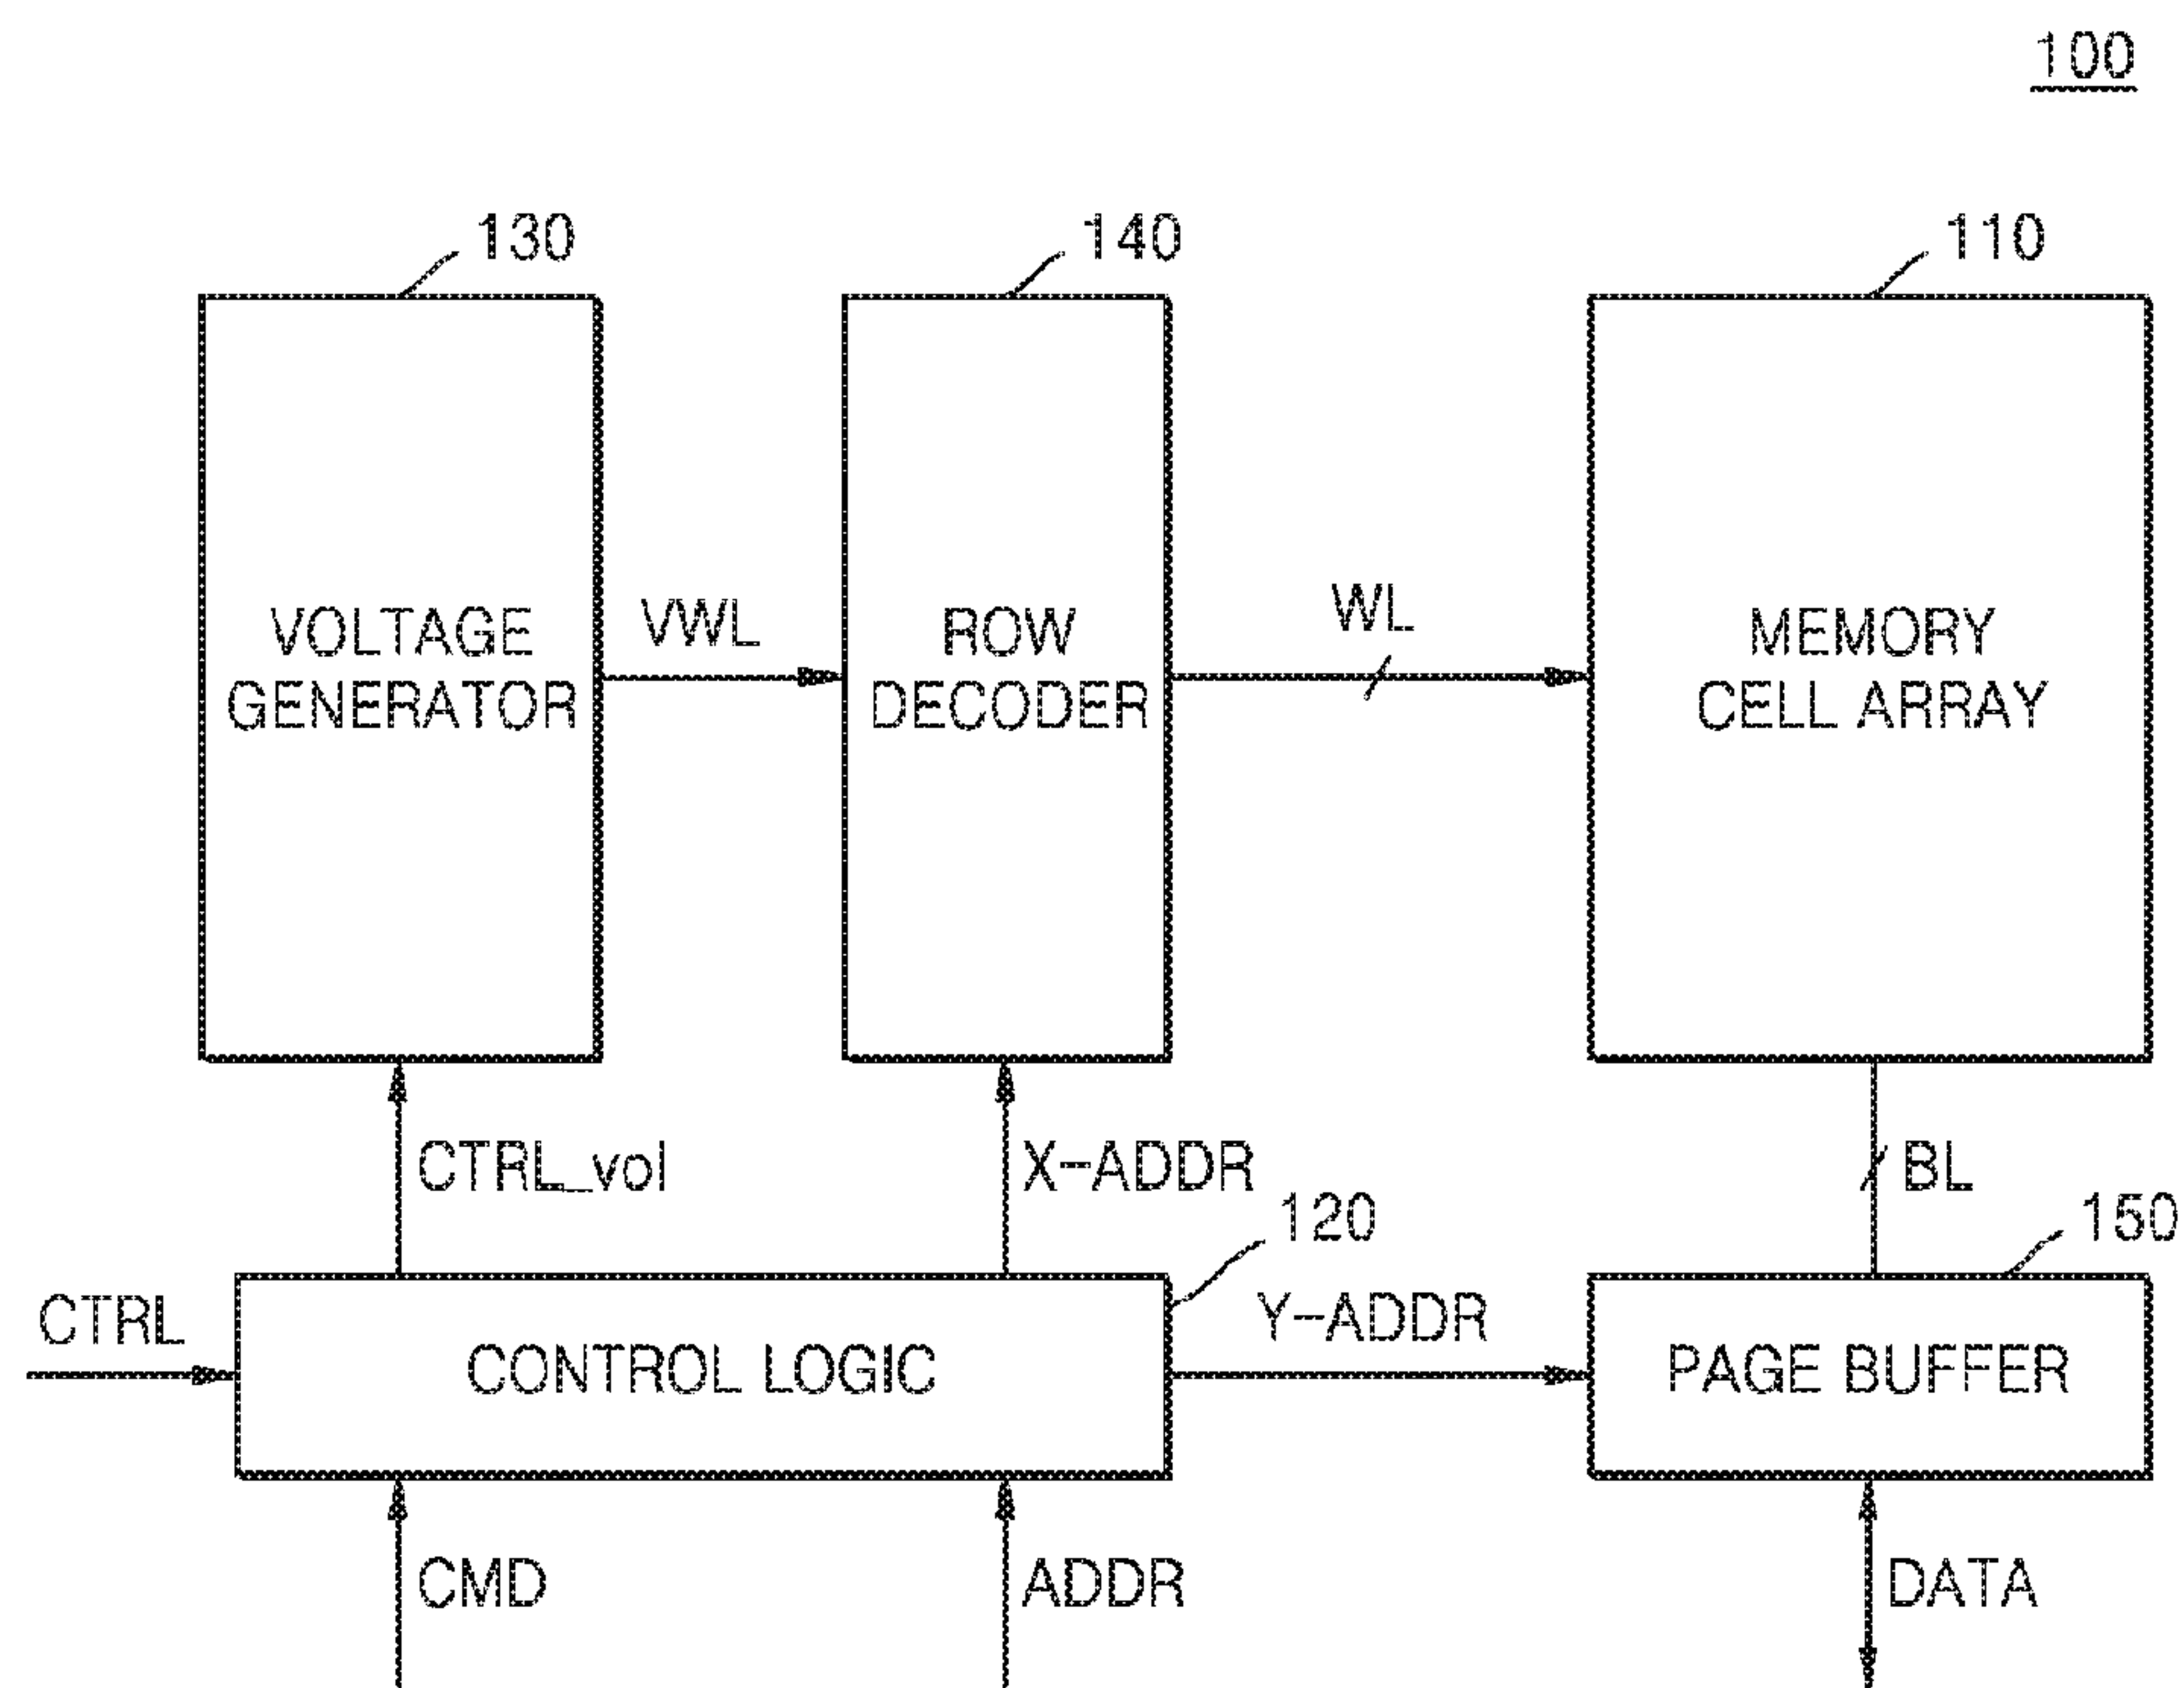 100
130
140
110
VOLTAGE
GENERATOR
VWL
ROW
DECODER
WL
MEMORY
CELL ARRAY
CTRL_vol
X-ADDR
BL
120
150
CTRL
CONTROL LOGIC
Y-ADDR
PAGE BUFFER
CMD
ADDR
DATA